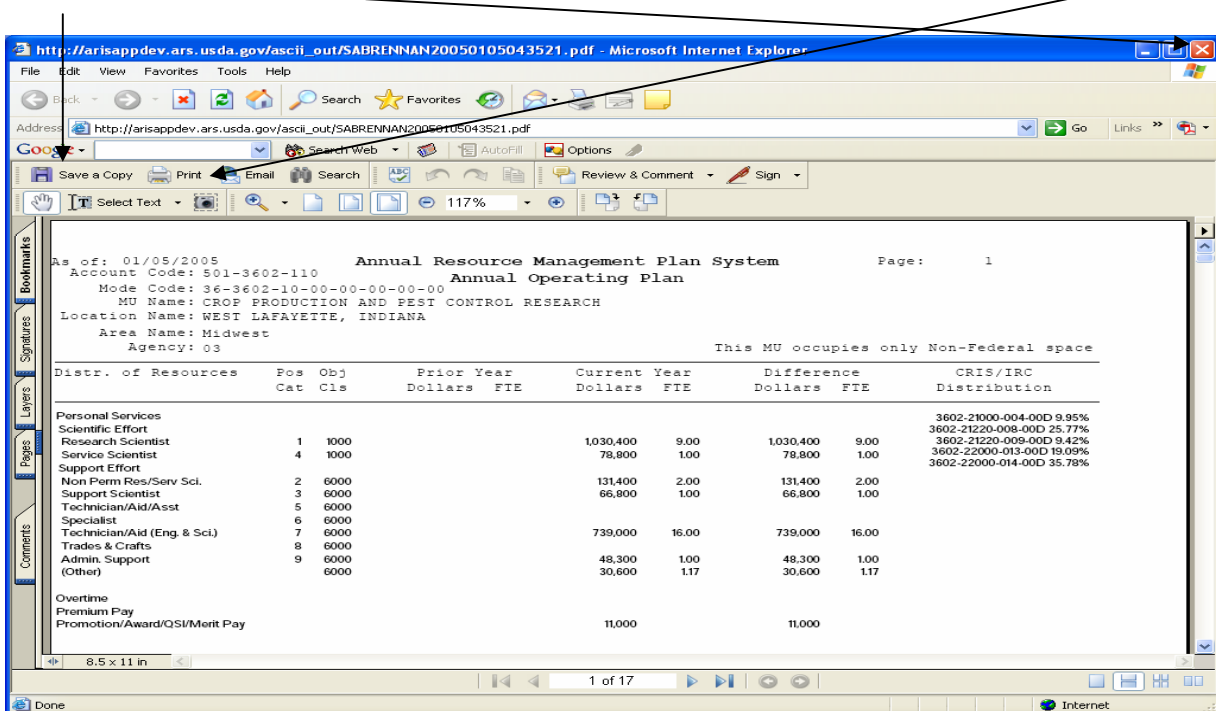 http://arisappdev.ars.usda.gov/ascii_out/SABRENNAN20050105043521.pdf - Microsoft Internet Explorer
File Edit View Favorites Tools Help
Back Search Favorites
Address http://arisappdev.ars.usda.gov/ascii_out/SABRENNAN20050105043521.pdf Go Links »
Google Search Web AutoFill Options
Save a Copy Print Email Search ABC Review & Comment Sign
Select Text 117%
Bookmarks
Signatures
Layers
Pages
Comments
As of: 01/05/2005 Annual Resource Management Plan System Page: 1
Account Code: 501-3602-110 Annual Operating Plan
Mode Code: 36-3602-10-00-00-00-00-00
MU Name: CROP PRODUCTION AND PEST CONTROL RESEARCH
Location Name: WEST LAFAYETTE, INDIANA
Area Name: Midwest
Agency: 03 This MU occupies only Non-Federal space
Distr. of Resources Pos Obj Prior Year Current Year Difference CRIS/IRC
Cat Cls Dollars FTE Dollars FTE Dollars FTE Distribution
Personal Services 3602-21000-004-00D 9.95%
Scientific Effort 3602-21220-008-00D 25.77%
Research Scientist 1 1000 1,030,400 9.00 1,030,400 9.00 3602-21220-009-00D 9.42%
Service Scientist 4 1000 78,800 1.00 78,800 1.00 3602-22000-013-00D 19.09%
Support Effort 3602-22000-014-00D 35.78%
Non Perm Res/Serv Sci. 2 6000 131,400 2.00 131,400 2.00
Support Scientist 3 6000 66,800 1.00 66,800 1.00
Technician/Aid/Asst 5 6000
Specialist 6 6000
Technician/Aid (Eng. & Sci.) 7 6000 739,000 16.00 739,000 16.00
Trades & Crafts 8 6000
Admin. Support 9 6000 48,300 1.00 48,300 1.00
(Other) 6000 30,600 1.17 30,600 1.17
Overtime
Premium Pay
Promotion/Award/QSI/Merit Pay 11,000 11,000
8.5 x 11 in
1 of 17
Done Internet